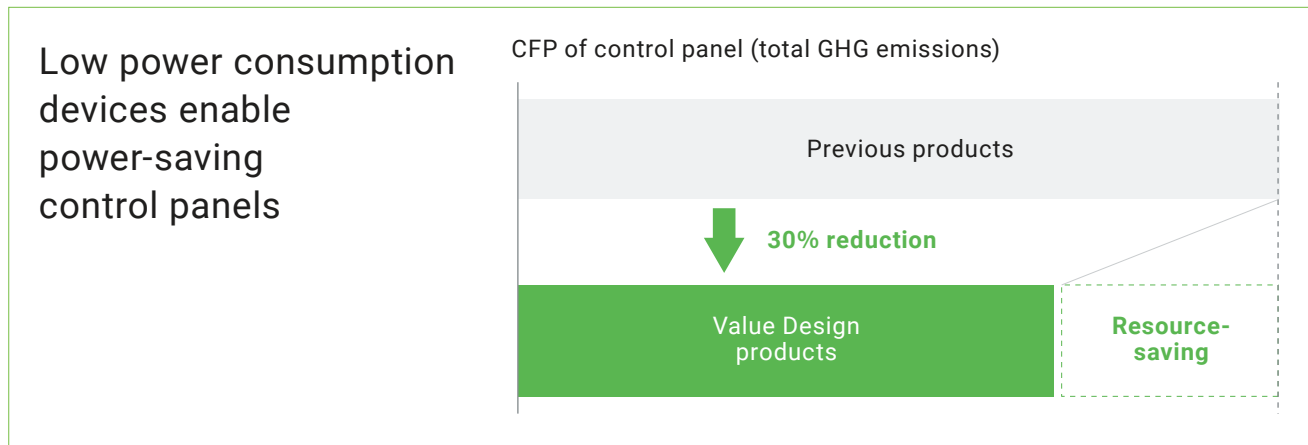 Low power consumption
devices enable
power-saving
control panels
CFP of control panel (total GHG emissions)
Previous products
30% reduction
Value Design
products
Resource-
saving